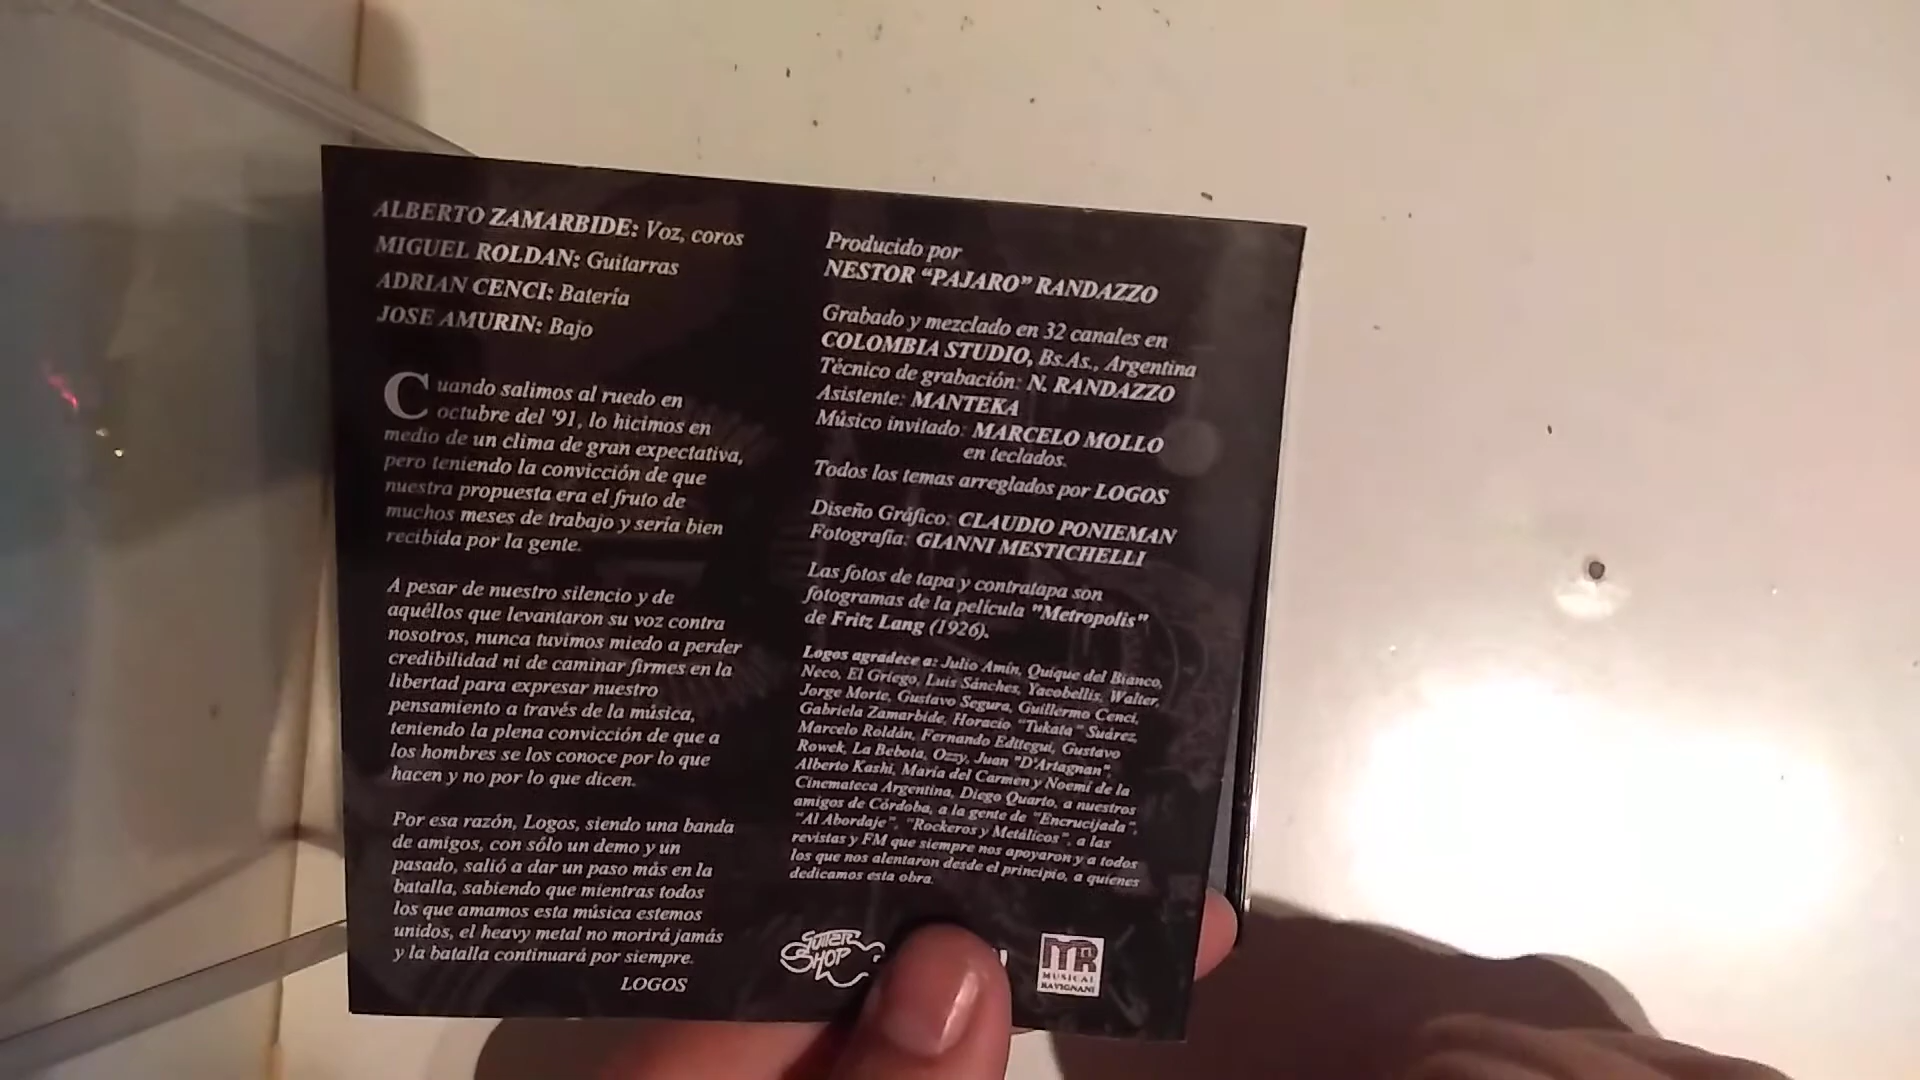 ALBERTO ZAMARBIDE: Voz, coros
MIGUEL ROLDAN: Guitarras
ADRIAN CENCI: Batería
JOSE AMURIN: Bajo
Cuando salimos al ruedo en
octubre del '91, lo hicimos en
medio de un clima de gran expectativa,
pero teniendo la convicción de que
nuestra propuesta era el fruto de
muchos meses de trabajo y sería bien
recibida por la gente.
A pesar de nuestro silencio y de
aquéllos que levantaron su voz contra
nosotros, nunca tuvimos miedo a perder
credibilidad ni de caminar firmes en la
libertad para expresar nuestro
pensamiento a través de la música,
teniendo la plena convicción de que a
los hombres se los conoce por lo que
hacen y no por lo que dicen.
Por esa razón, Logos, siendo una banda
de amigos, con sólo un demo y un
pasado, salió a dar un paso más en la
batalla, sabiendo que mientras todos
los que amamos esta música estemos
unidos, el heavy metal no morirá jamás
y la batalla continuará por siempre.
LOGOS
Producido por
NESTOR "PAJARO" RANDAZZO
Grabado y mezclado en 32 canales en
COLOMBIA STUDIO, Bs.As., Argentina
Técnico de grabación: N. RANDAZZO
Asistente: MANTEKA
Músico invitado: MARCELO MOLLO
en teclados.
Todos los temas arreglados por LOGOS
Diseño Gráfico: CLAUDIO PONIEMAN
Fotografía: GIANNI MESTICHELLI
Las fotos de tapa y contratapa son
fotogramas de la película "Metropolis"
de Fritz Lang (1926).
Logos agradece a: Julio Amín, Quique del Bianco,
Neco, El Griego, Luis Sánches, Yacobellis, Walter,
Jorge Morte, Gustavo Segura, Guillermo Cenci,
Gabriela Zamarbide, Horacio "Tukata" Suárez,
Marcelo Roldán, Fernando Edttegui, Gustavo
Rowek, La Bebota, Ozzy, Juan "D'Artagnan",
Alberto Kashi, María del Carmen y Noemí de la
Cinemateca Argentina, Diego Quarto, a nuestros
amigos de Córdoba, a la gente de "Encrucijada",
"Al Abordaje", "Rockeros y Metálicos", a las
revistas y FM que siempre nos apoyaron y a todos
los que nos alentaron desde el principio, a quienes
dedicamos esta obra.
GUITAR
SHOP
MR
MUSICAL
RAVIGNANI